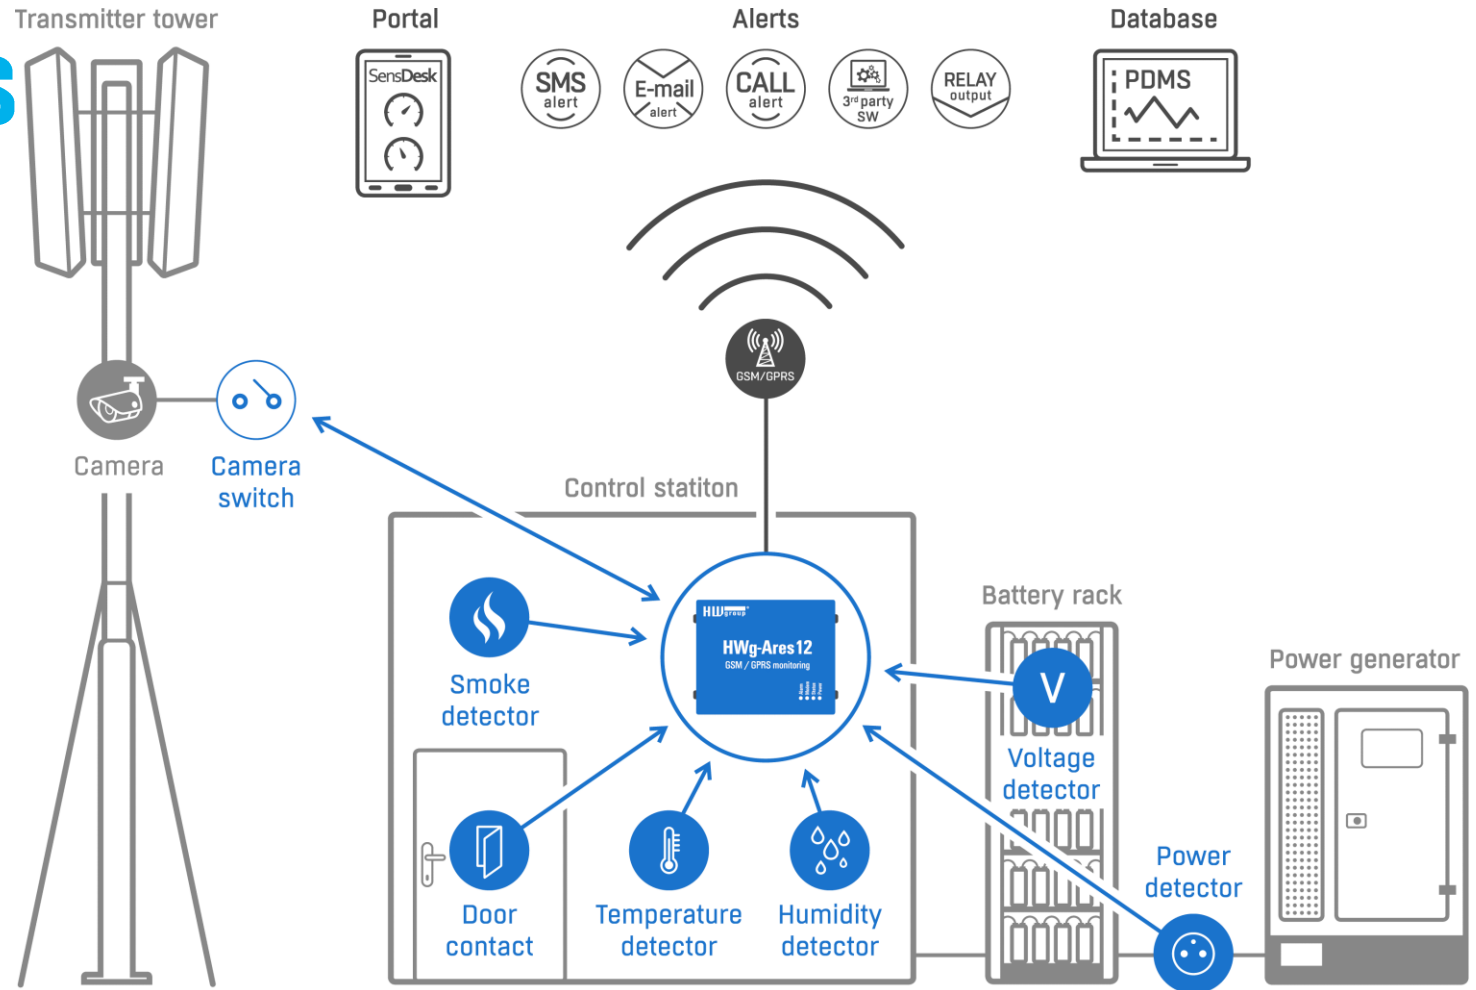 Transmitter tower
Portal
Alerts
Database
S
SensDesk
SMS
alert
E-mail
alert
CALL
alert
3rd party
SW
RELAY
output
PDMS
GSM/GPRS
Camera
Camera
switch
Control statiton
HWgroup
HWg-Ares12
GSM / GPRS monitoring
Smoke
detector
Battery rack
V
Voltage
detector
Power generator
Power
detector
Door
contact
Temperature
detector
Humidity
detector